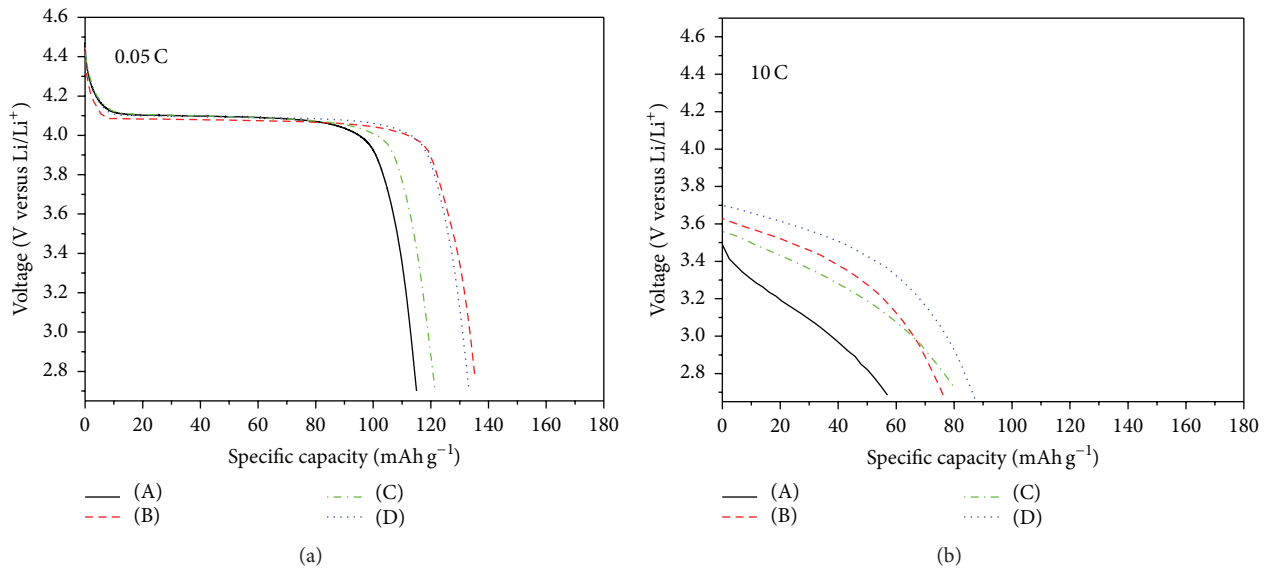 4.6
4.4
4.2
4.0
3.8
3.6
3.4
3.2
3.0
2.8
0.05 C
Voltage (V versus Li/Li⁺)
0 20 40 60 80 100 120 140 160 180
Specific capacity (mAh g⁻¹)
(A) (C)
(B) (D)
(a)
4.6
4.4
4.2
4.0
3.8
3.6
3.4
3.2
3.0
2.8
10 C
Voltage (V versus Li/Li⁺)
0 20 40 60 80 100 120 140 160 180
Specific capacity (mAh g⁻¹)
(A) (C)
(B) (D)
(b)